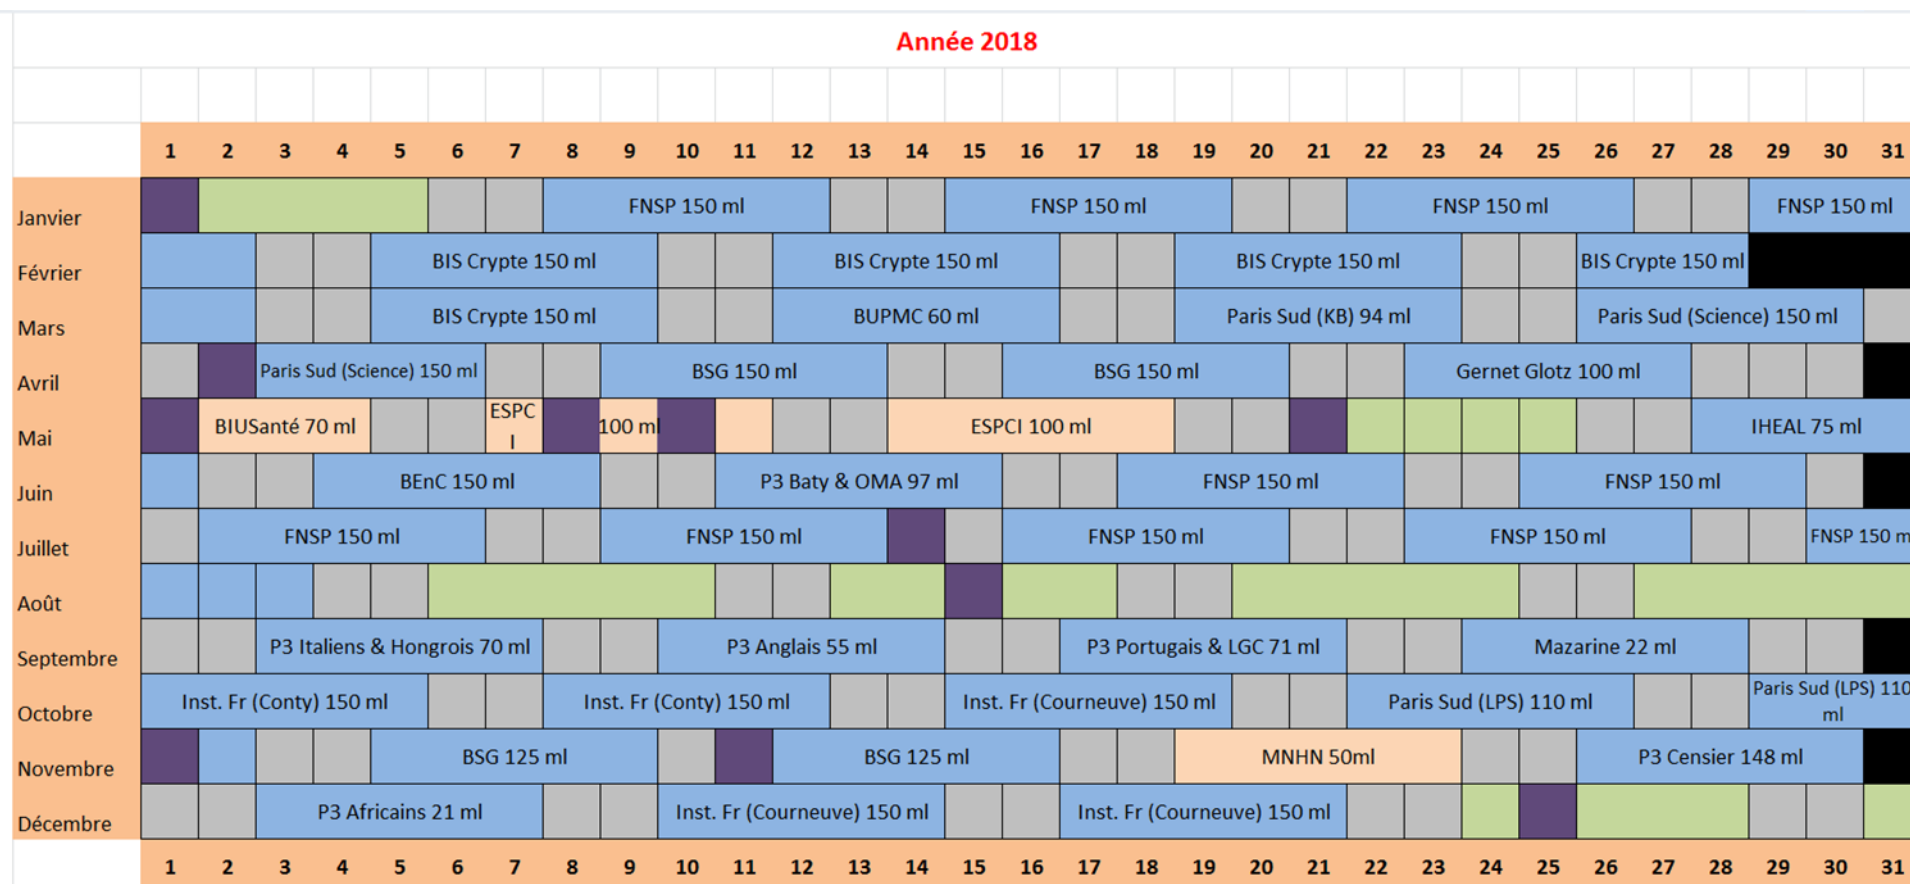 Année 2018
1 2 3 4 5 6 7 8 9 10 11 12 13 14 15 16 17 18 19 20 21 22 23 24 25 26 27 28 29 30 31
Janvier FNSP 150 ml FNSP 150 ml FNSP 150 ml FNSP 150 ml
Février BIS Crypte 150 ml BIS Crypte 150 ml BIS Crypte 150 ml BIS Crypte 150 ml
Mars BIS Crypte 150 ml BUPMC 60 ml Paris Sud (KB) 94 ml Paris Sud (Science) 150 ml
Avril Paris Sud (Science) 150 ml BSG 150 ml BSG 150 ml Gernet Glotz 100 ml
Mai BIUSanté 70 ml ESPC I 100 ml ESPCI 100 ml IHEAL 75 ml
Juin BEnC 150 ml P3 Baty & OMA 97 ml FNSP 150 ml FNSP 150 ml
Juillet FNSP 150 ml FNSP 150 ml FNSP 150 ml FNSP 150 ml FNSP 150 m
Août
Septembre P3 Italiens & Hongrois 70 ml P3 Anglais 55 ml P3 Portugais & LGC 71 ml Mazarine 22 ml
Octobre Inst. Fr (Conty) 150 ml Inst. Fr (Conty) 150 ml Inst. Fr (Courneuve) 150 ml Paris Sud (LPS) 110 ml Paris Sud (LPS) 110 ml
Novembre BSG 125 ml BSG 125 ml MNHN 50ml P3 Censier 148 ml
Décembre P3 Africains 21 ml Inst. Fr (Courneuve) 150 ml Inst. Fr (Courneuve) 150 ml
1 2 3 4 5 6 7 8 9 10 11 12 13 14 15 16 17 18 19 20 21 22 23 24 25 26 27 28 29 30 31